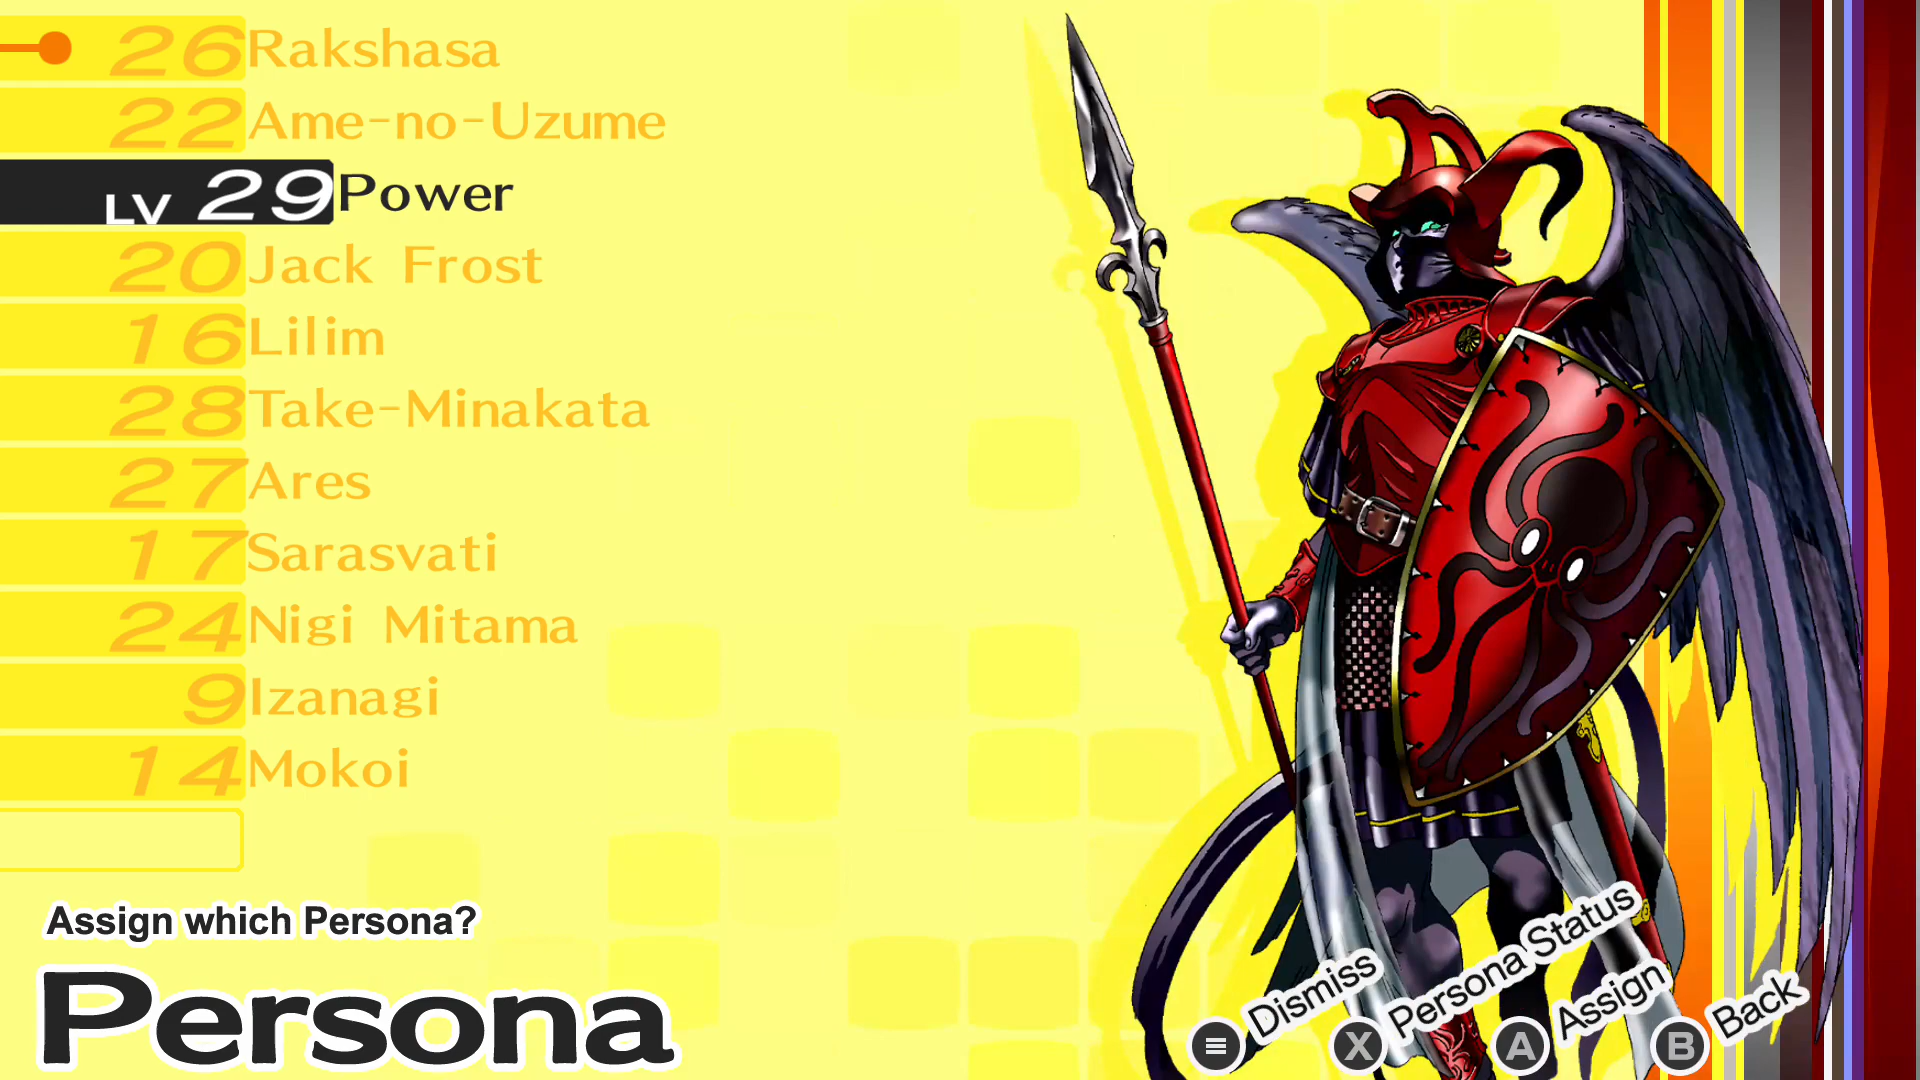 26 Rakshasa
22 Ame-no-Uzume
LV 29 Power
20 Jack Frost
16 Lilim
28 Take-Minakata
27 Ares
17 Sarasvati
24 Nigi Mitama
9 Izanagi
14 Mokoi
Assign which Persona?
Persona
Dismiss
X Persona Status
A Assign
B Back